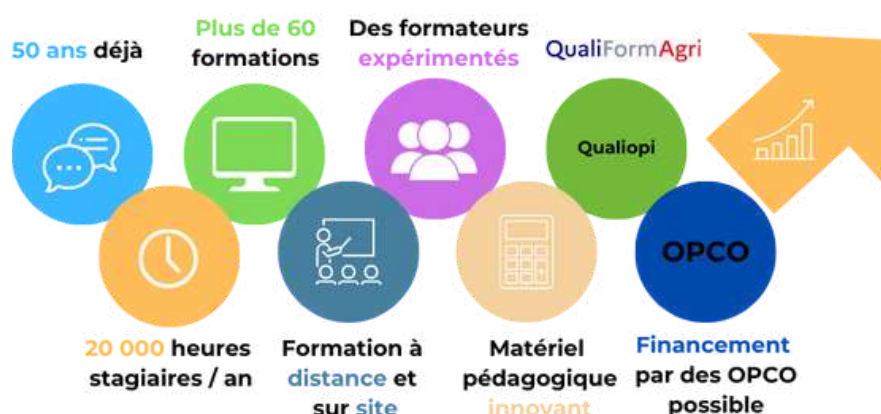 50 ans déjà
Plus de 60
formations
Des formateurs
expérimentés
QualiFormAgri
Qualiopi
OPCO
20 000 heures
stagiaires / an
Formation à
distance et
sur site
Matériel
pédagogique
innovant
Financement
par des OPCO
possible